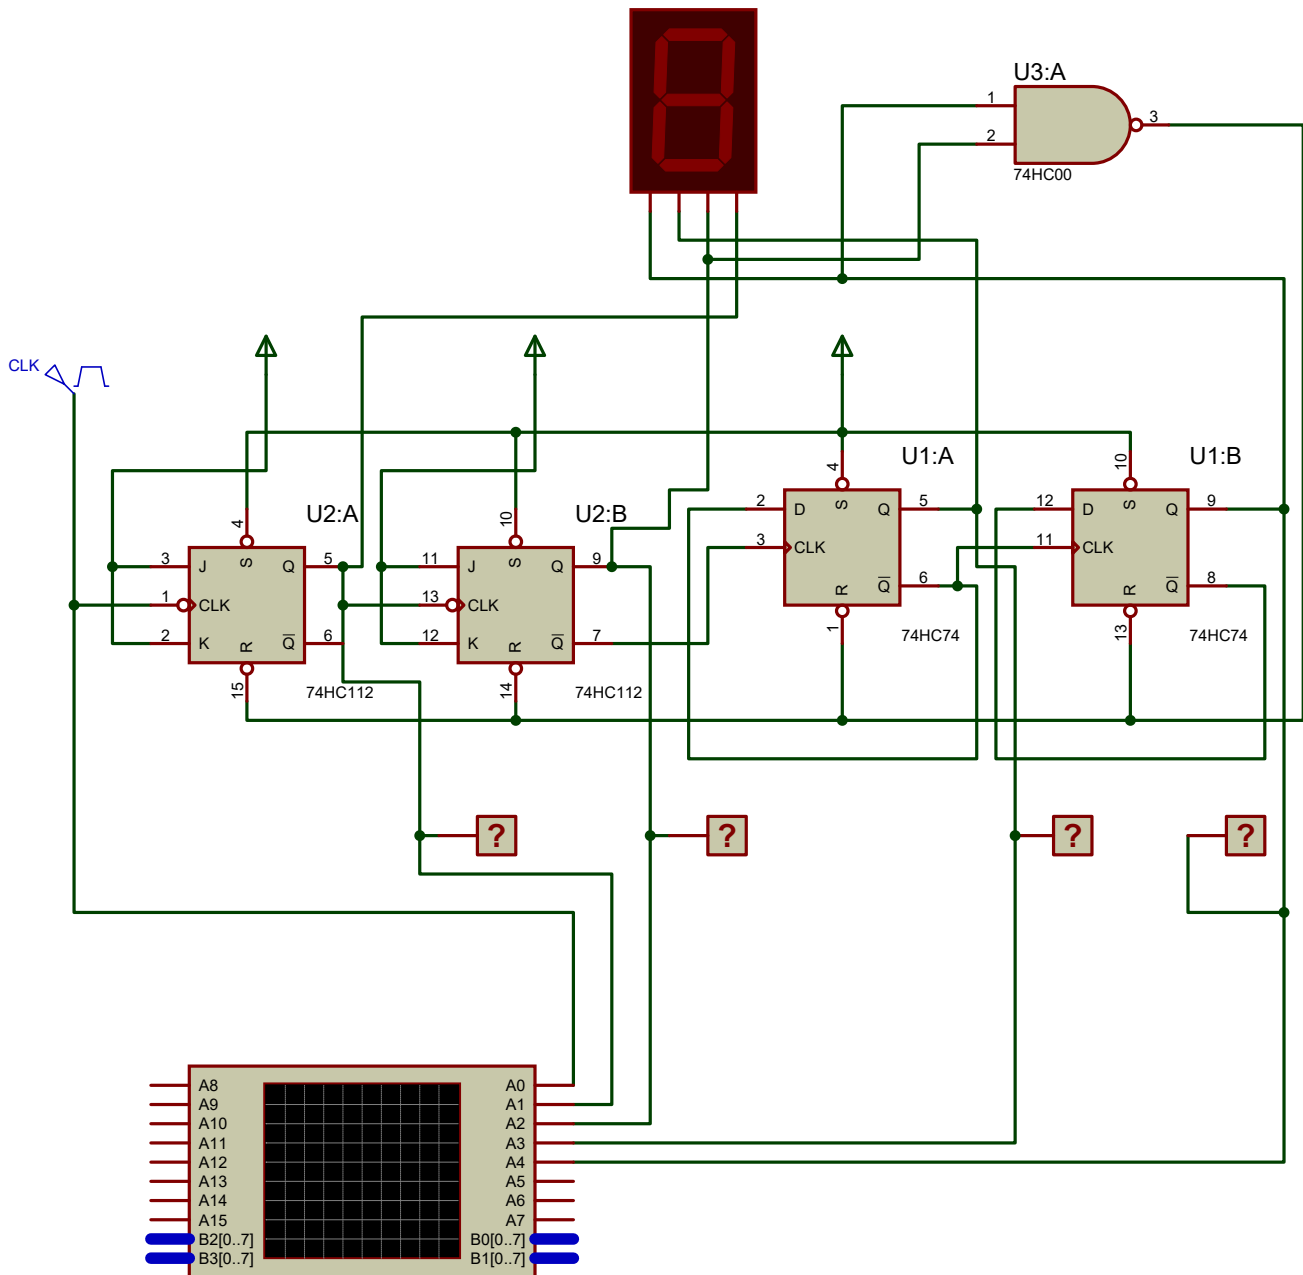 U3:A
1
2
3
74HC00
CLK
U2:A
4
3
1
2
J
CLK
K
S
R
Q
Q
5
6
15
74HC112
U2:B
10
11
13
12
J
CLK
K
S
R
Q
Q
9
7
14
74HC112
U1:A
4
2
3
D
CLK
S
R
Q
Q
5
6
1
74HC74
U1:B
10
12
11
D
CLK
S
R
Q
Q
9
8
13
74HC74
?
?
?
?
A8
A9
A10
A11
A12
A13
A14
A15
B2[0..7]
B3[0..7]
A0
A1
A2
A3
A4
A5
A6
A7
B0[0..7]
B1[0..7]